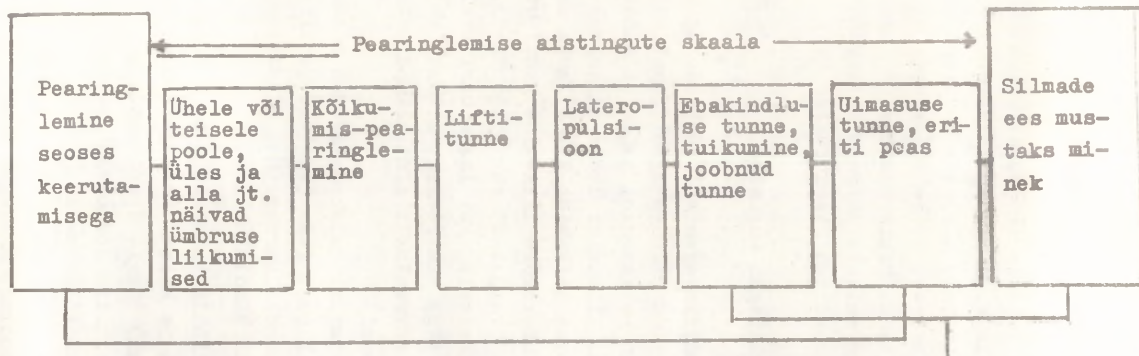 Pearinglemise aistingute skaala
Pearing-
lemine
seoses
keeruta-
misega
Ühele või
teisele
poole,
üles ja
alla jt.
näivad
ümbruse
liikumi-
sed
Kõiku-
mis-pea-
ringle-
mine
Lifti-
tunne
Latero-
pulsi-
oon
Ebakindlu-
se tunne,
tuikumine,
joobnud
tunne
Uimasuse
tunne, eri-
ti peas
Silmade
ees mus-
taks mi-
nek